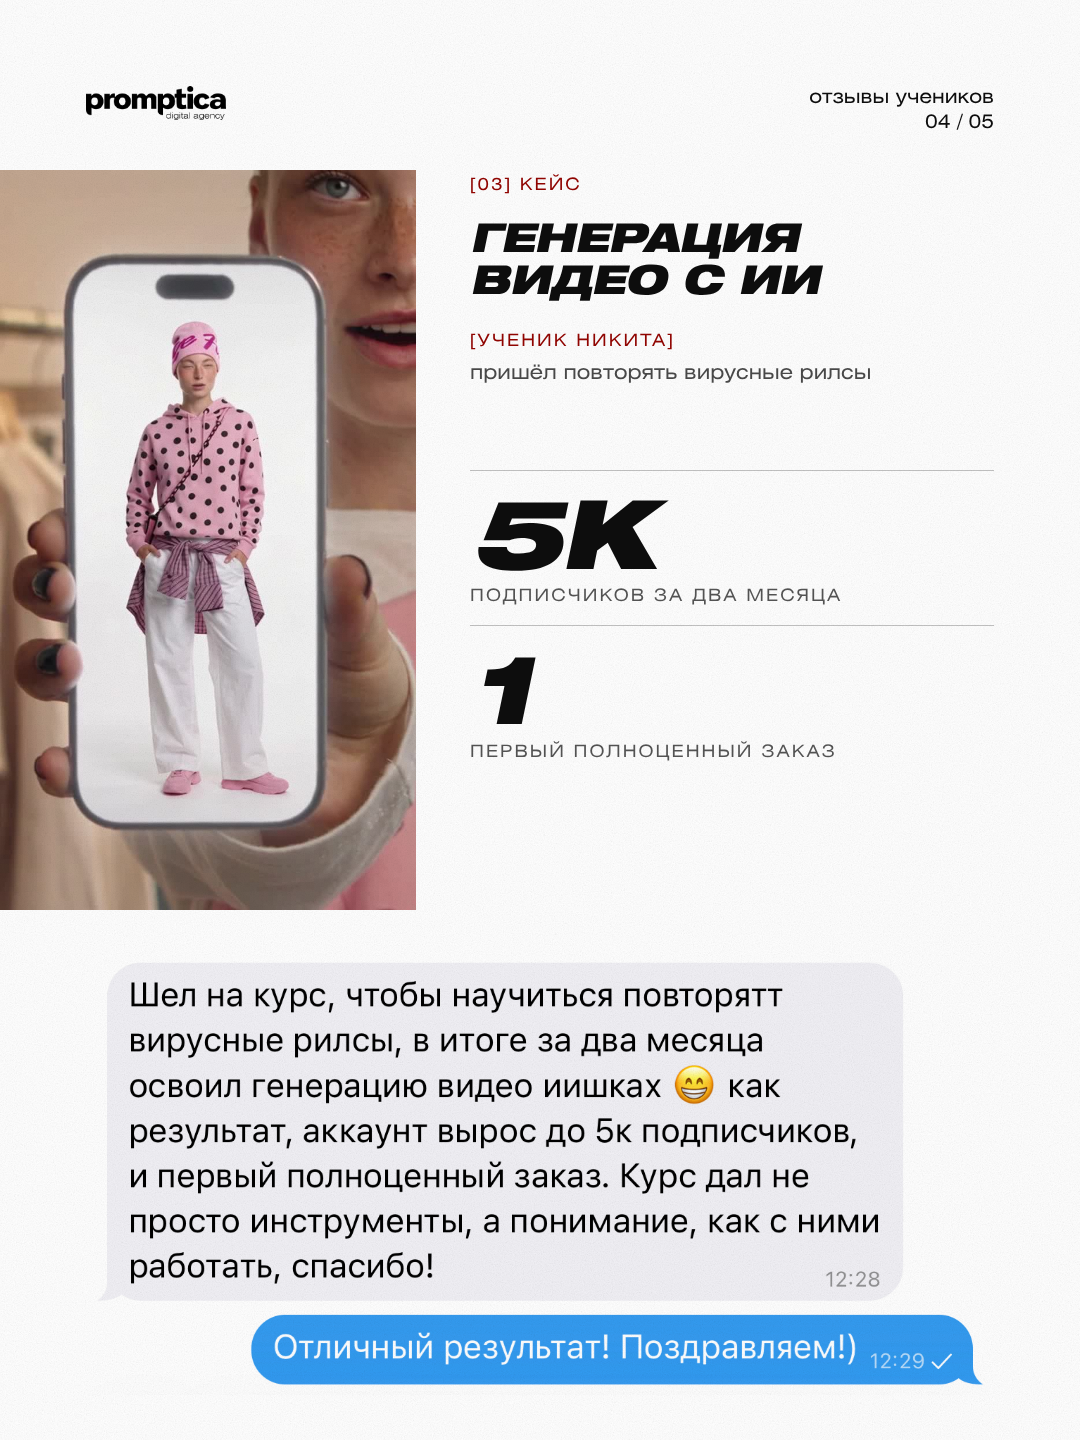 promptica
digital agency
отзывы учеников
04 / 05
[03] КЕЙС
ГЕНЕРАЦИЯ
ВИДЕО С ИИ
[УЧЕНИК НИКИТА]
пришёл повторять вирусные рилсы
5K
ПОДПИСЧИКОВ ЗА ДВА МЕСЯЦА
1
ПЕРВЫЙ ПОЛНОЦЕННЫЙ ЗАКАЗ
Шел на курс, чтобы научиться повторятт
вирусные рилсы, в итоге за два месяца
освоил генерацию видео иишках 😁 как
результат, аккаунт вырос до 5к подписчиков,
и первый полноценный заказ. Курс дал не
просто инструменты, а понимание, как с ними
работать, спасибо!
12:28
Отличный результат! Поздравляем!)
12:29